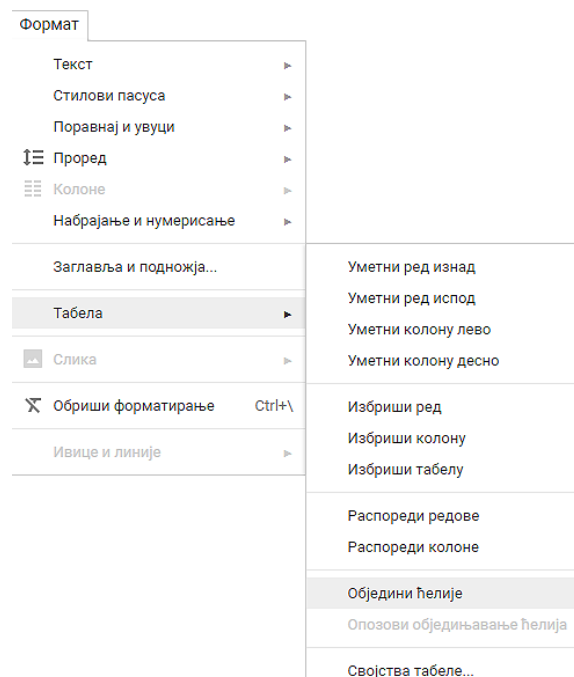 Формат
Текст
Стилови пасуса
Поравнај и увуци
Проред
Колоне
Набрајање и нумерисање
Заглавља и подножја...
Табела
Слика
Обриши форматирање Ctrl+\
Ивице и линије
Уметни ред изнад
Уметни ред испод
Уметни колону лево
Уметни колону десно
Избриши ред
Избриши колону
Избриши табелу
Распореди редове
Распореди колоне
Обједини ћелије
Опозови обједињавање ћелија
Својства табеле...